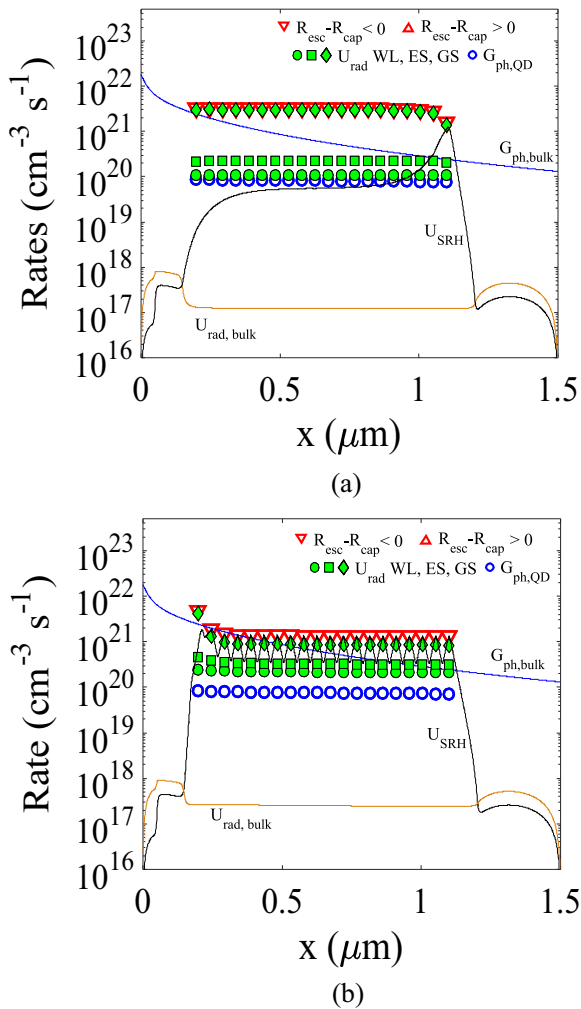 (a)
R_esc-R_cap < 0 R_esc-R_cap > 0
U_rad WL, ES, GS G_ph,QD
10^23
10^22
10^21
10^20
10^19
10^18
10^17
10^16
Rates (cm^-3 s^-1)
G_ph,bulk
U_SRH
U_rad, bulk
0 0.5 1 1.5
x (μm)
(a)
R_esc-R_cap < 0 R_esc-R_cap > 0
U_rad WL, ES, GS G_ph,QD
10^23
10^22
10^21
10^20
10^19
10^18
10^17
10^16
Rate (cm^-3 s^-1)
G_ph,bulk
U_SRH
U_rad, bulk
0 0.5 1 1.5
x (μm)
(b)